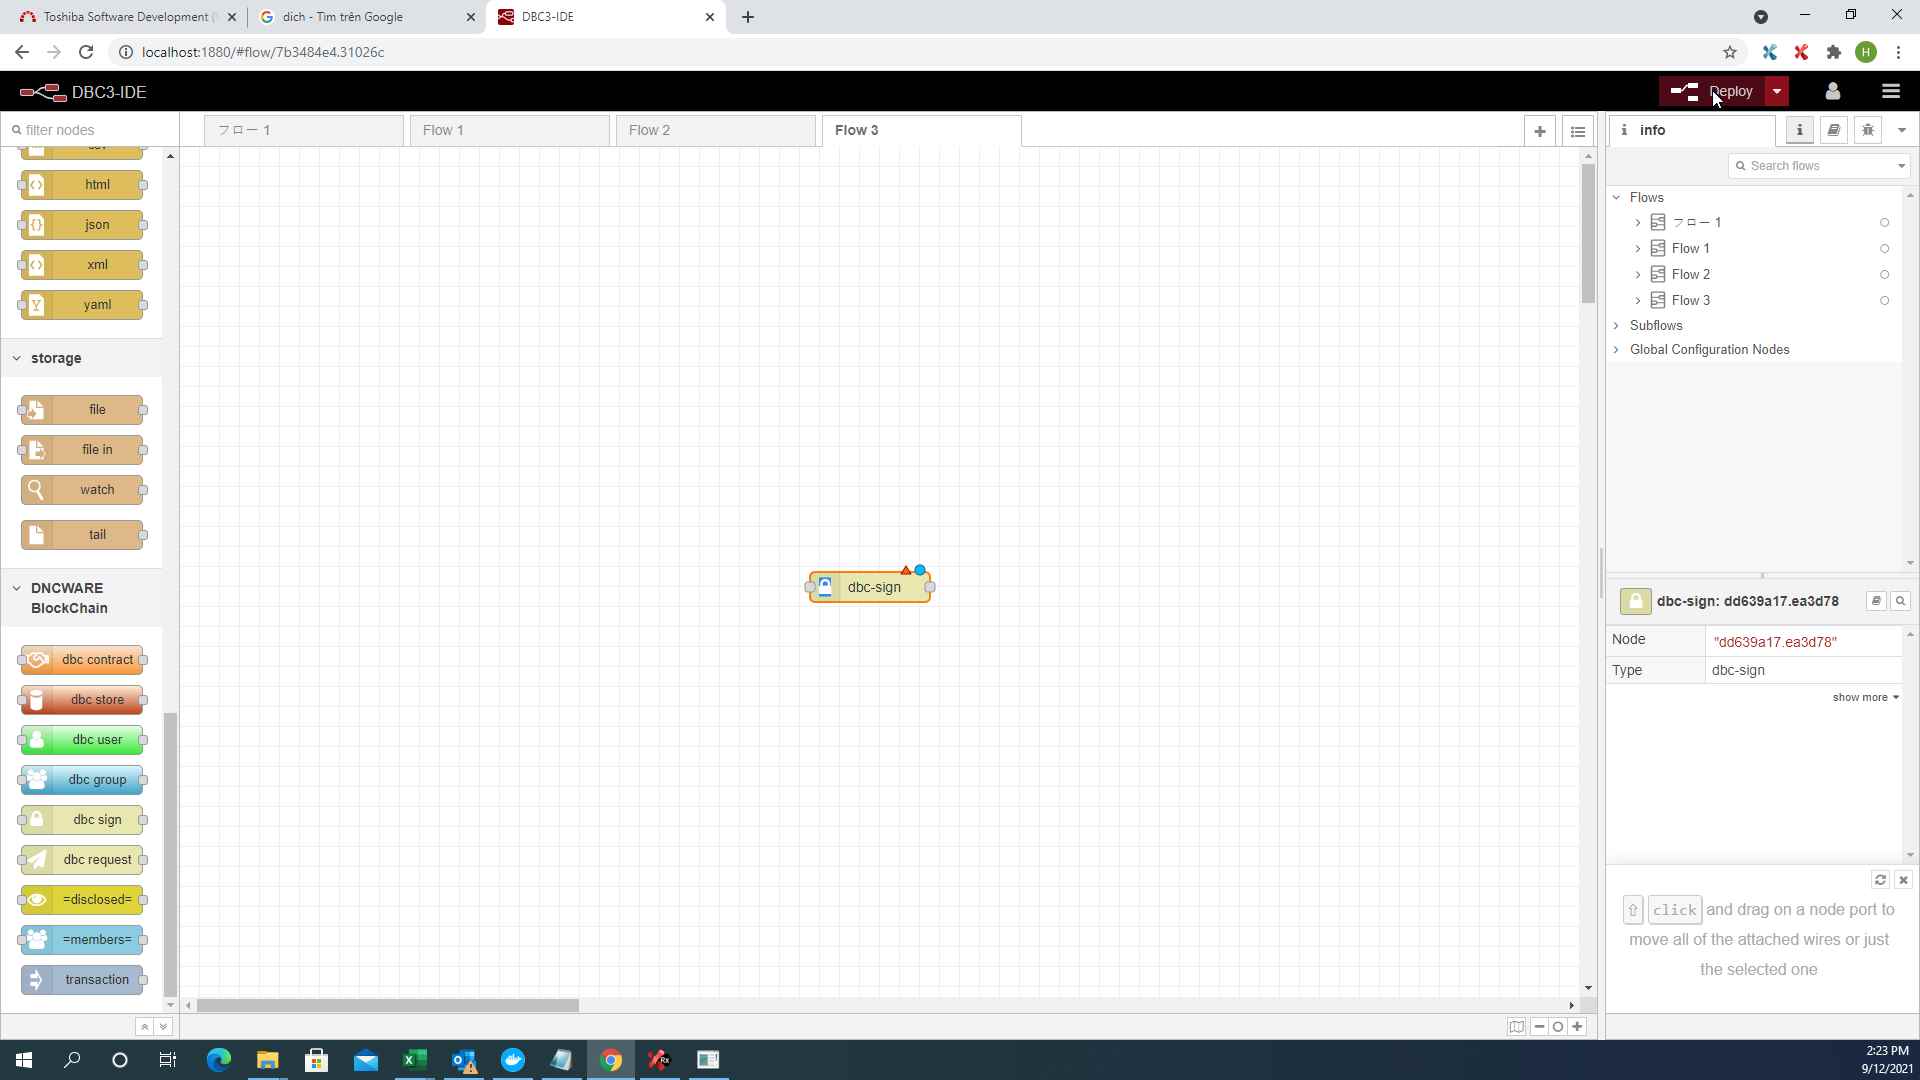 Toshiba Software Development (
dich - Tìm trên Google
DBC3-IDE
localhost:1880/#flow/7b3484e4.31026c
H
DBC3-IDE
Deploy
filter nodes
フロー 1
Flow 1
Flow 2
Flow 3
info
Search flows
html
json
xml
yaml
storage
file
file in
watch
tail
DNCWARE
BlockChain
dbc contract
dbc store
dbc user
dbc group
dbc sign
dbc request
=disclosed=
=members=
transaction
dbc-sign
Flows
フロー 1
Flow 1
Flow 2
Flow 3
Subflows
Global Configuration Nodes
dbc-sign: dd639a17.ea3d78
Node "dd639a17.ea3d78"
Type dbc-sign
show more
⇧ click and drag on a node port to
move all of the attached wires or just
the selected one
2:23 PM
9/12/2021